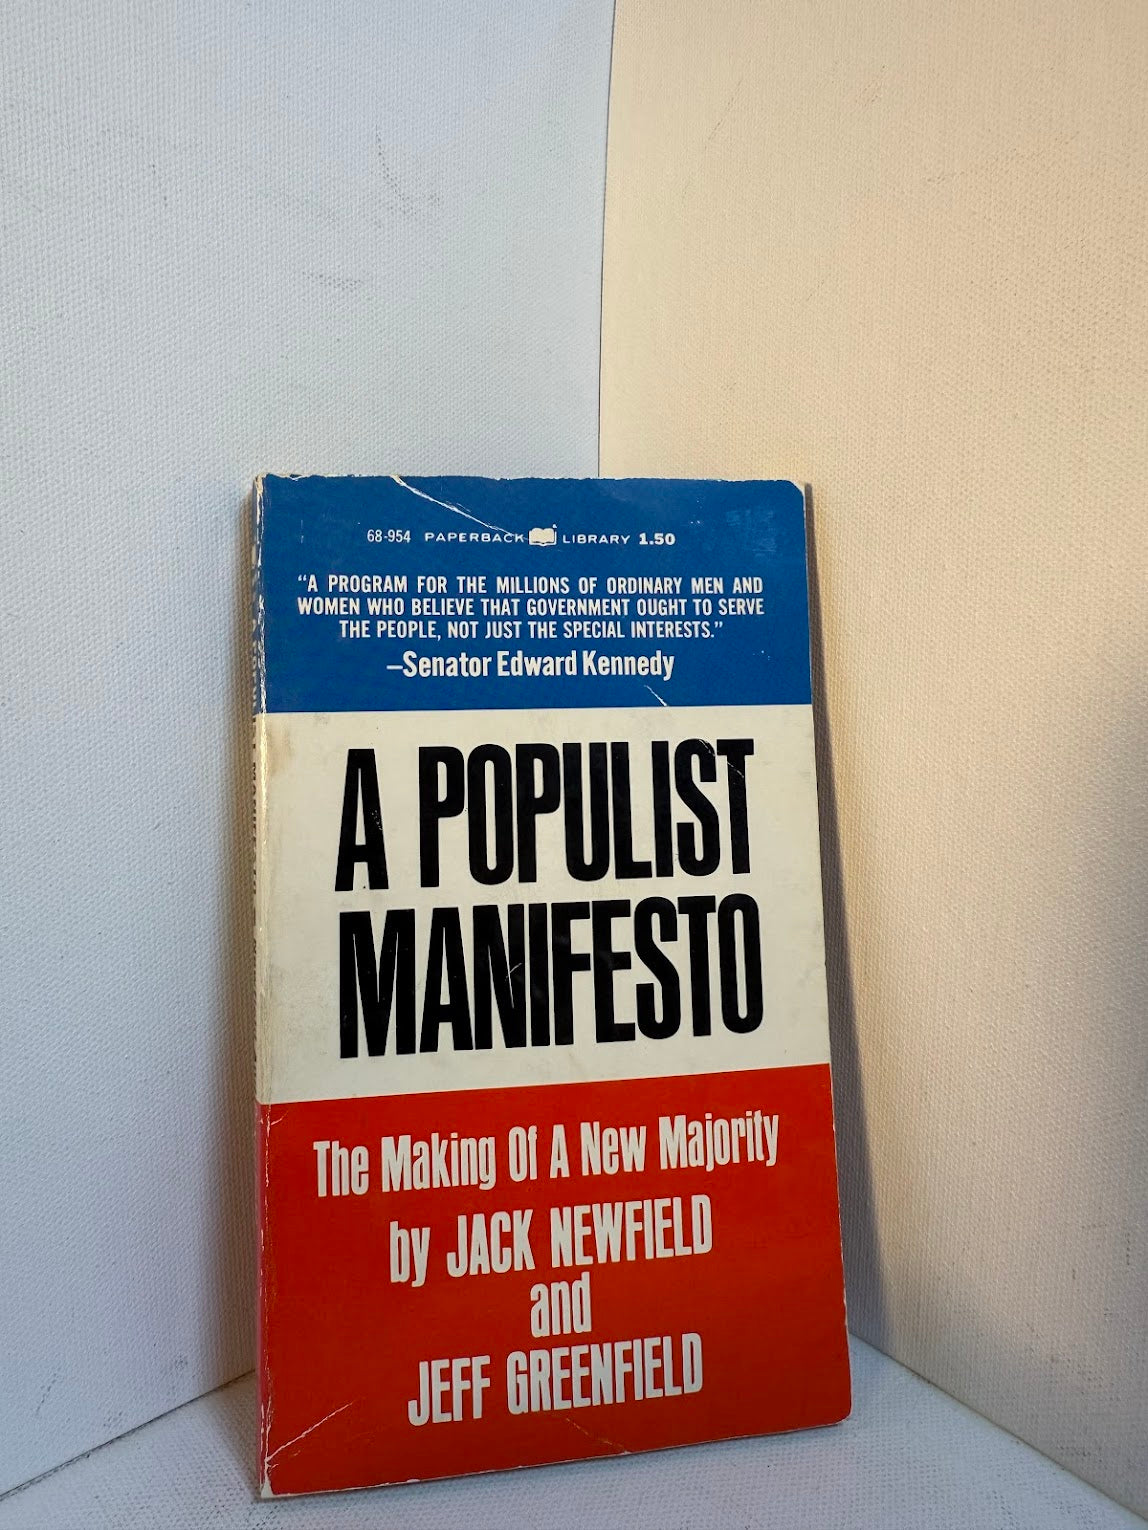 68-954 PAPERBACK LIBRARY 1.50
“A PROGRAM FOR THE MILLIONS OF ORDINARY MEN AND
WOMEN WHO BELIEVE THAT GOVERNMENT OUGHT TO SERVE
THE PEOPLE, NOT JUST THE SPECIAL INTERESTS.”
—Senator Edward Kennedy
A POPULIST
MANIFESTO
The Making Of A New Majority
by JACK NEWFIELD
and
JEFF GREENFIELD